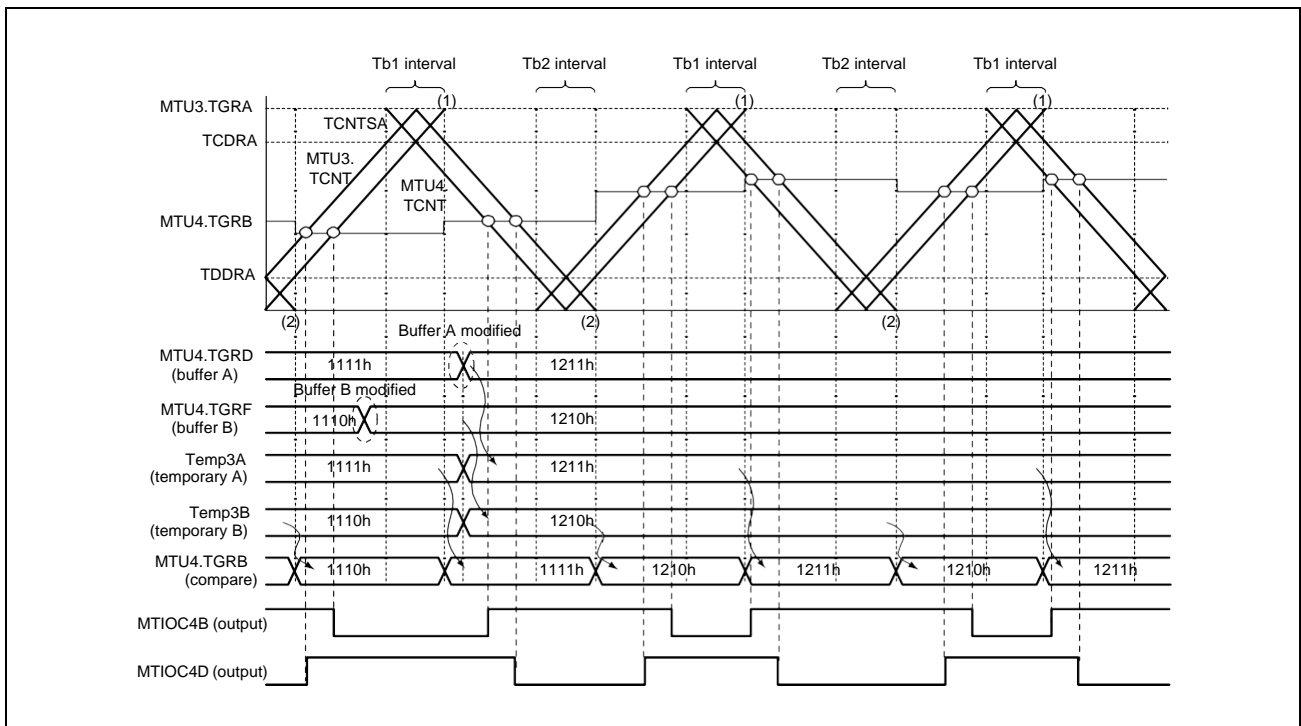 Tb1 interval Tb2 interval Tb1 interval Tb2 interval Tb1 interval
(1) (1) (1)
MTU3.TGRA
TCNTSA
TCDRA
MTU3.
TCNT
MTU4.
TCNT
MTU4.TGRB
TDDRA
(2) (2) (2)
Buffer A modified
MTU4.TGRD
(buffer A)
1111h 1211h
Buffer B modified
MTU4.TGRF
(buffer B)
1110h 1210h
Temp3A
(temporary A)
1111h 1211h
Temp3B
(temporary B)
1110h 1210h
MTU4.TGRB
(compare)
1110h 1111h 1210h 1211h 1210h 1211h
MTIOC4B (output)
MTIOC4D (output)